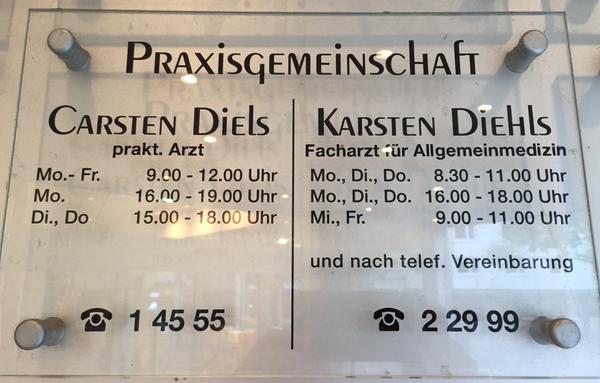 Praxisgemeinschaft
Carsten Diels
prakt. Arzt
Mo.- Fr. 9.00 - 12.00 Uhr
Mo. 16.00 - 19.00 Uhr
Di., Do 15.00 - 18.00 Uhr
☎ 1 45 55
Karsten Diehls
Facharzt für Allgemeinmedizin
Mo., Di., Do. 8.30 - 11.00 Uhr
Mo., Di., Do. 16.00 - 18.00 Uhr
Mi., Fr. 9.00 - 11.00 Uhr
und nach telef. Vereinbarung
☎ 2 29 99